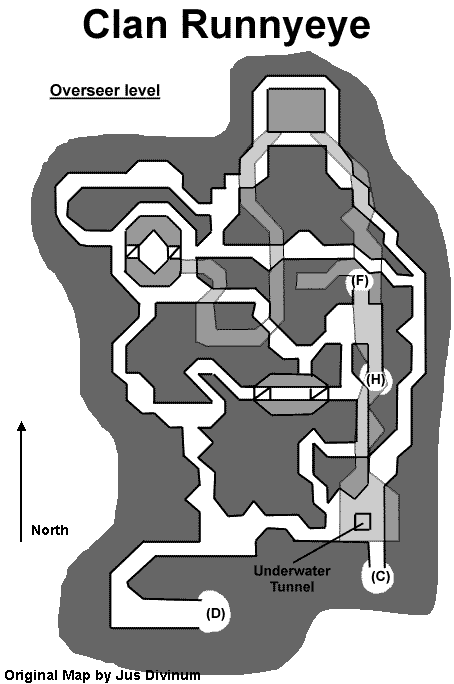 Clan Runnyeye
Overseer level
(F)
(H)
North
Underwater
Tunnel
(C)
(D)
Original Map by Jus Divinum